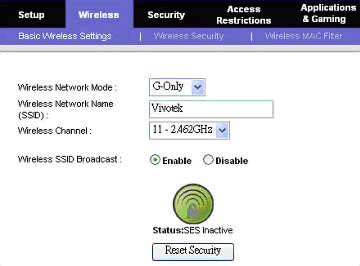 Setup Wireless Security Access Restrictions Applications & Gaming
Basic Wireless Settings | Wireless Security | Wireless MAC Filter
Wireless Network Mode : G-Only
Wireless Network Name (SSID) : Vivotek
Wireless Channel : 11 - 2.462GHz
Wireless SSID Broadcast : Enable Disable
Status:SES Inactive
Reset Security